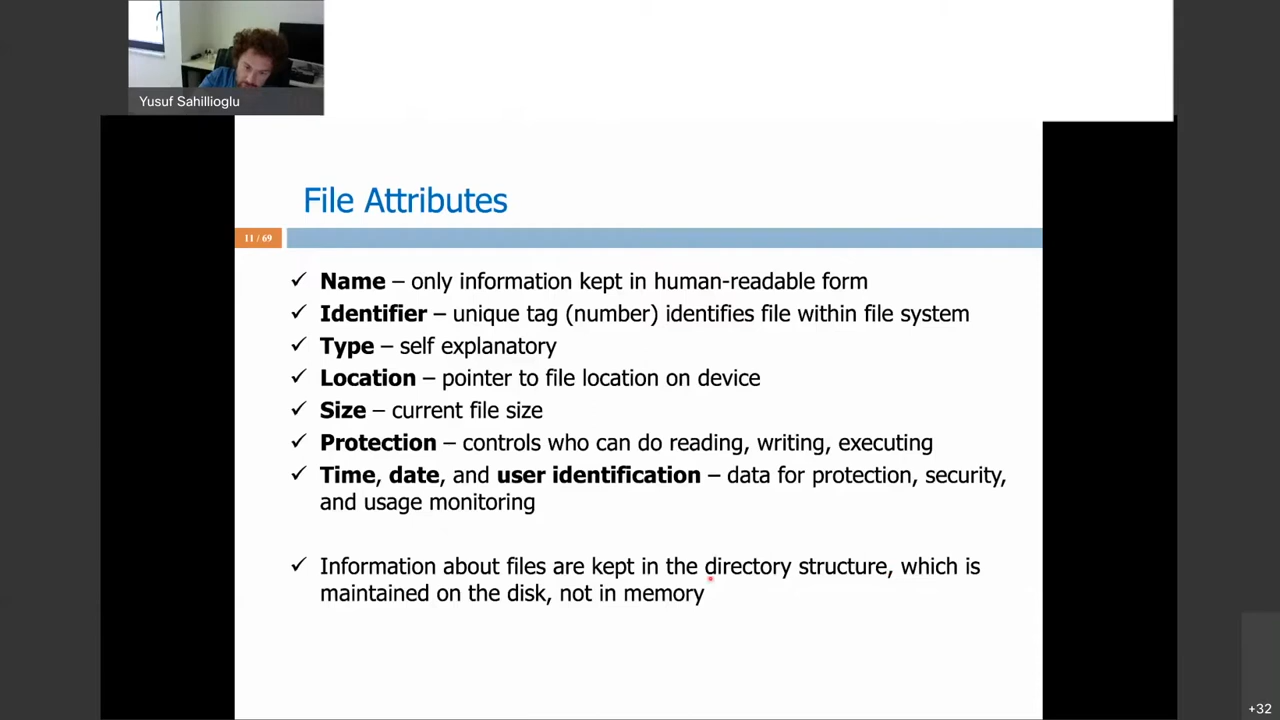 Yusuf Sahillioglu
File Attributes
11 / 69
✓ Name – only information kept in human-readable form
✓ Identifier – unique tag (number) identifies file within file system
✓ Type – self explanatory
✓ Location – pointer to file location on device
✓ Size – current file size
✓ Protection – controls who can do reading, writing, executing
✓ Time, date, and user identification – data for protection, security,
and usage monitoring
✓ Information about files are kept in the directory structure, which is
maintained on the disk, not in memory
+32